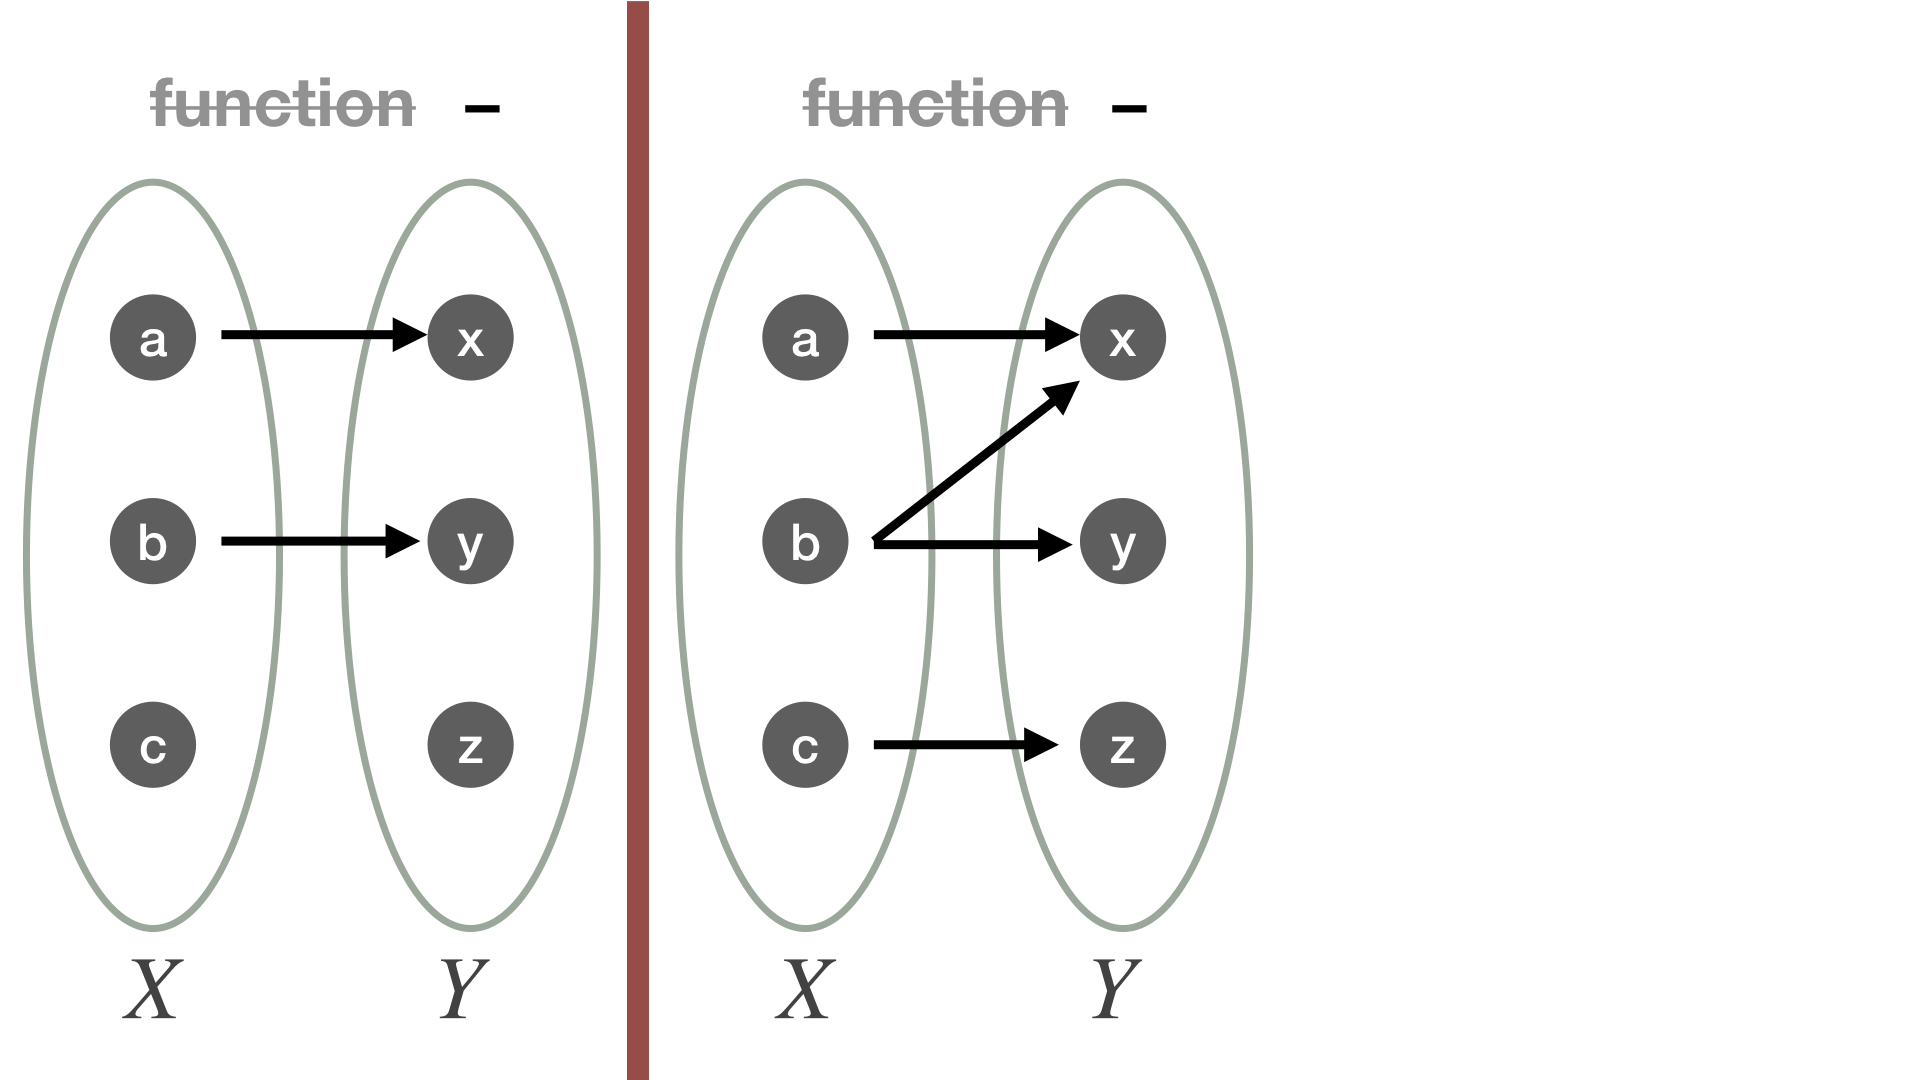 function –
a x
b y
c z
X Y
function –
a x
b y
c z
X Y